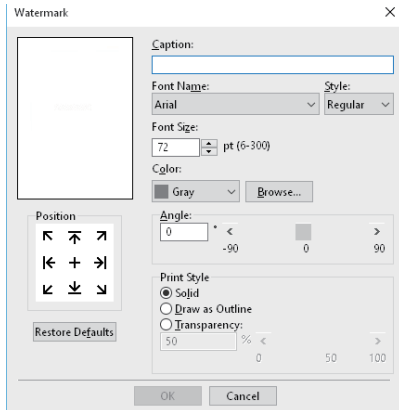 Watermark
Caption:
Font Name:
Style:
Arial
Regular
Font Size:
72
pt (6-300)
Color:
Gray
Browse...
Position
Angle:
0 °
-90 0 90
Print Style
Solid
Draw as Outline
Transparency:
50 %
0 50 100
Restore Defaults
OK
Cancel